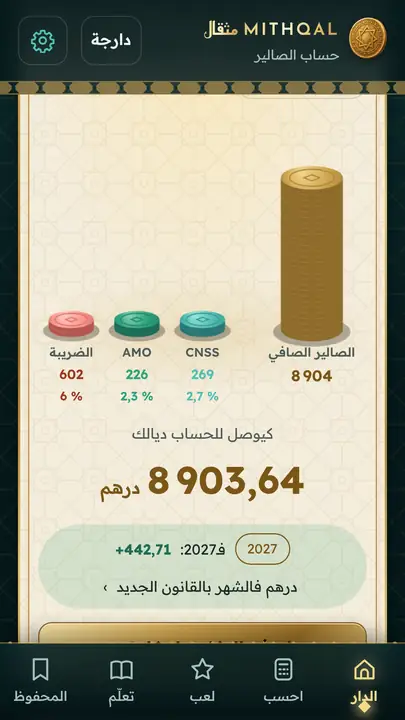 MITHQAL مثقال
حساب الصالير
دارجة
الصالير الصافي
8 904
CNSS
269
2,7 %
AMO
226
2,3 %
الضريبة
602
6 %
كيوصل للحساب ديالك
8 903,64 درهم
2027 ف2027: +442,71
درهم فالشهر بالقانون الجديد ›
الدار
احسب
لعب
تعلّم
المحفوظ